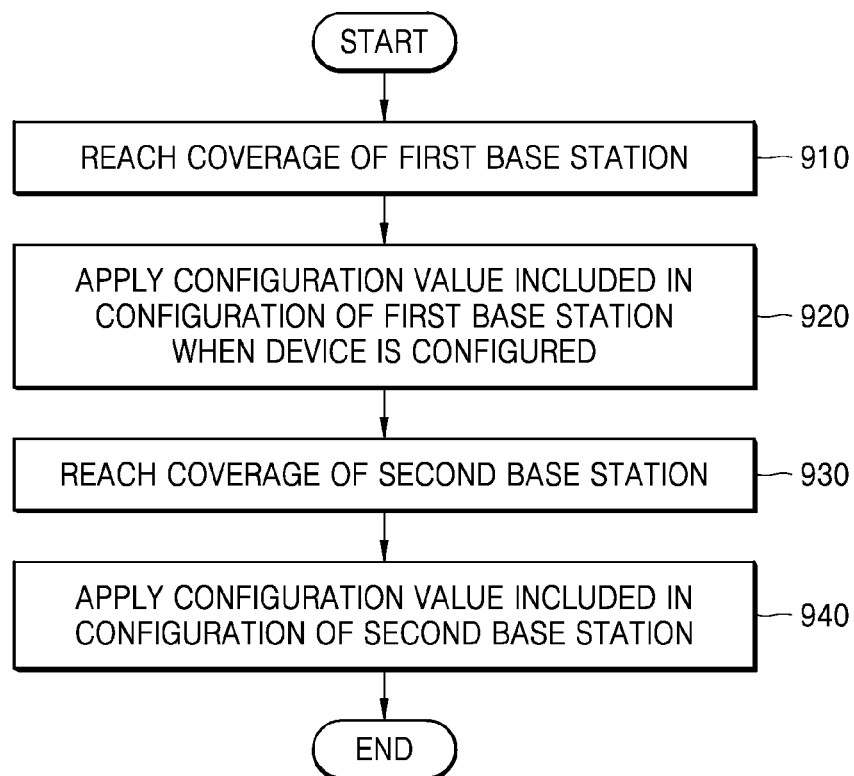 START
REACH COVERAGE OF FIRST BASE STATION
910
APPLY CONFIGURATION VALUE INCLUDED IN
CONFIGURATION OF FIRST BASE STATION
WHEN DEVICE IS CONFIGURED
920
REACH COVERAGE OF SECOND BASE STATION
930
APPLY CONFIGURATION VALUE INCLUDED IN
CONFIGURATION OF SECOND BASE STATION
940
END